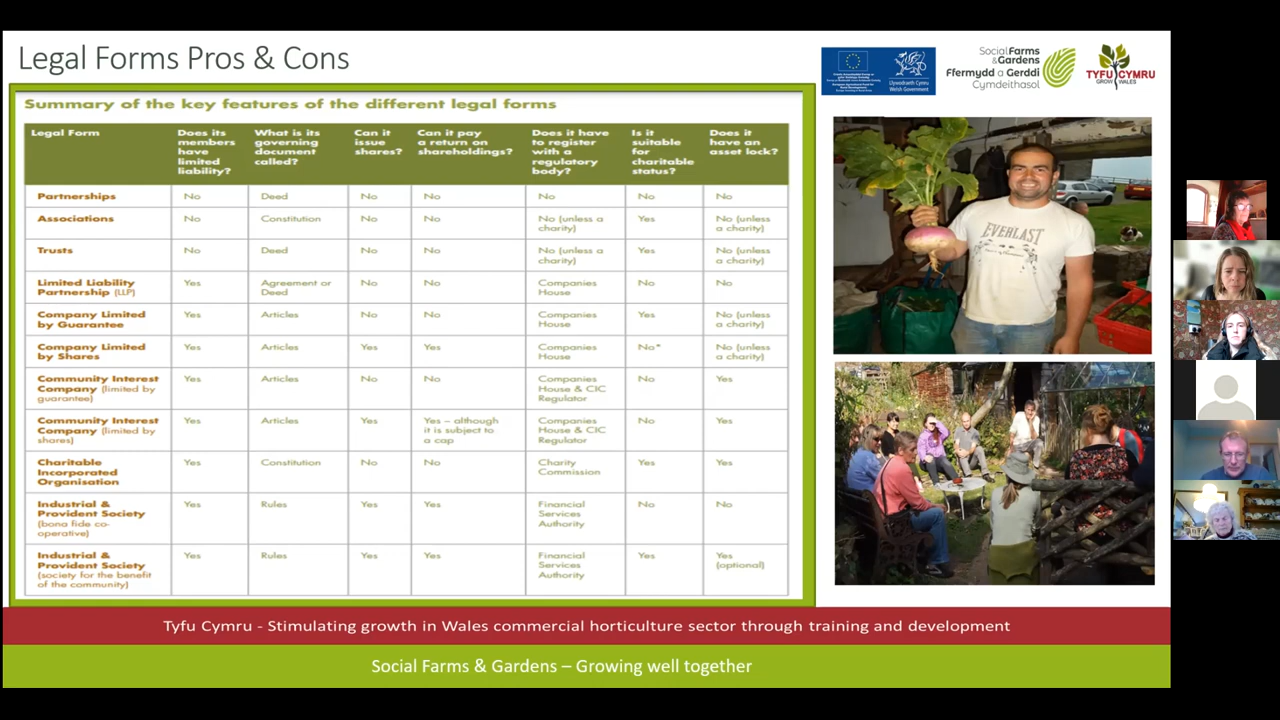 Legal Forms Pros & Cons
Social Farms
& Gardens
Ffermydd a Gerddi
Cymdeithasol
TYFU CYMRU
GROW WALES
Llywodraeth Cymru
Welsh Government
Summary of the key features of the different legal forms
Legal Form
Does its
members
have
limited
liability?
What is its
governing
document
called?
Can it
issue
shares?
Can it pay
a return on
shareholdings?
Does it have
to register
with a
regulatory
body?
Is it
suitable
for
charitable
status?
Does it
have an
asset lock?
Partnerships No Deed No No No No No
Associations No Constitution No No No (unless a Yes No (unless
charity) a charity)
Trusts No Deed No No No (unless a Yes No (unless
charity) a charity)
Limited Liability Yes Agreement or No No Companies No No
Partnership (LLP) Deed House
Company Limited Yes Articles No No Companies Yes No (unless
by Guarantee House a charity)
Company Limited Yes Articles Yes Yes Companies No* No (unless
by Shares House a charity)
Community Interest Yes Articles No No Companies No Yes
Company (limited by House & CIC
guarantee) Regulator
Community Interest Yes Articles Yes Yes – although Companies No Yes
Company (limited by it is subject to House & CIC
shares) a cap Regulator
Charitable Yes Constitution No No Charity Yes Yes
Incorporated Commission
Organisation
Industrial & Yes Rules Yes Yes Financial No No
Provident Society Services
(bona fide co- Authority
operative)
Industrial & Yes Rules Yes Yes Financial Yes Yes
Provident Society Services (optional)
(society for the benefit Authority
of the community)
EVERLAST
Tyfu Cymru - Stimulating growth in Wales commercial horticulture sector through training and development
Social Farms & Gardens – Growing well together